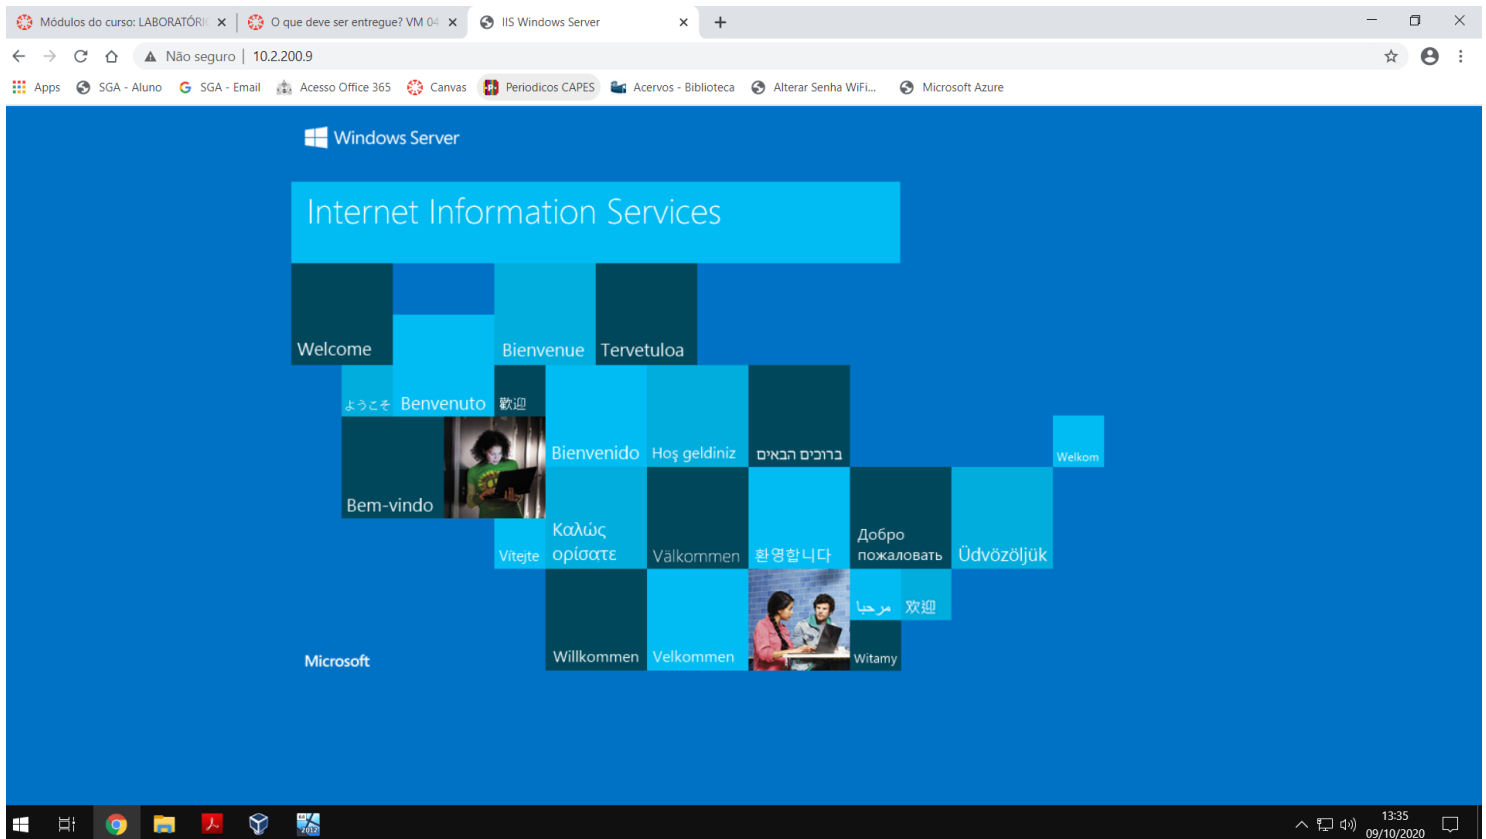 Módulos do curso: LABORATÓRI
O que deve ser entregue? VM 04
IIS Windows Server
Não seguro | 10.2.200.9
Apps
SGA - Aluno
SGA - Email
Acesso Office 365
Canvas
Periodicos CAPES
Acervos - Biblioteca
Alterar Senha WiFi...
Microsoft Azure
Windows Server
Internet Information Services
Welcome
Bienvenue
Tervetuloa
ようこそ
Benvenuto
歡迎
Bienvenido
Hoş geldiniz
ברוכים הבאים
Welkom
Bem-vindo
Vítejte
Καλώς
ορίσατε
Välkommen
환영합니다
Добро
пожаловать
Üdvözöljük
مرحبا
欢迎
Willkommen
Velkommen
Witamy
Microsoft
2012
13:35
09/10/2020